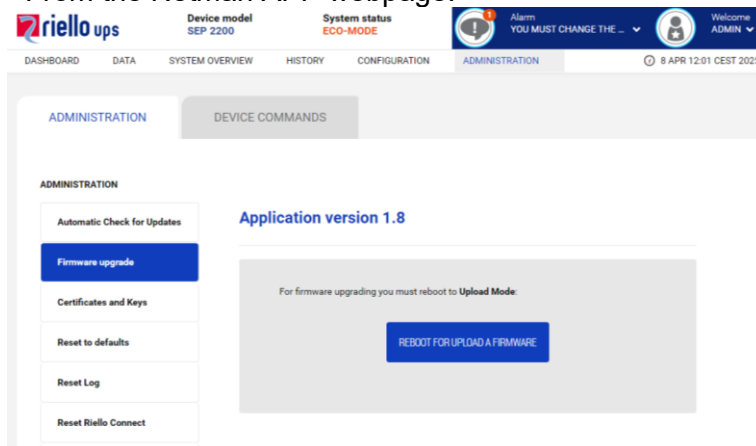 riello ups
Device model
SEP 2200
System status
ECO-MODE
1
Alarm
YOU MUST CHANGE THE ...
Welcome
ADMIN
DASHBOARD DATA SYSTEM OVERVIEW HISTORY CONFIGURATION ADMINISTRATION 8 APR 12:01 CEST 202
ADMINISTRATION DEVICE COMMANDS
ADMINISTRATION
Automatic Check for Updates
Application version 1.8
Firmware upgrade
For firmware upgrading you must reboot to Upload Mode:
Certificates and Keys
Reset to defaults
REBOOT FOR UPLOAD A FIRMWARE
Reset Log
Reset Riello Connect